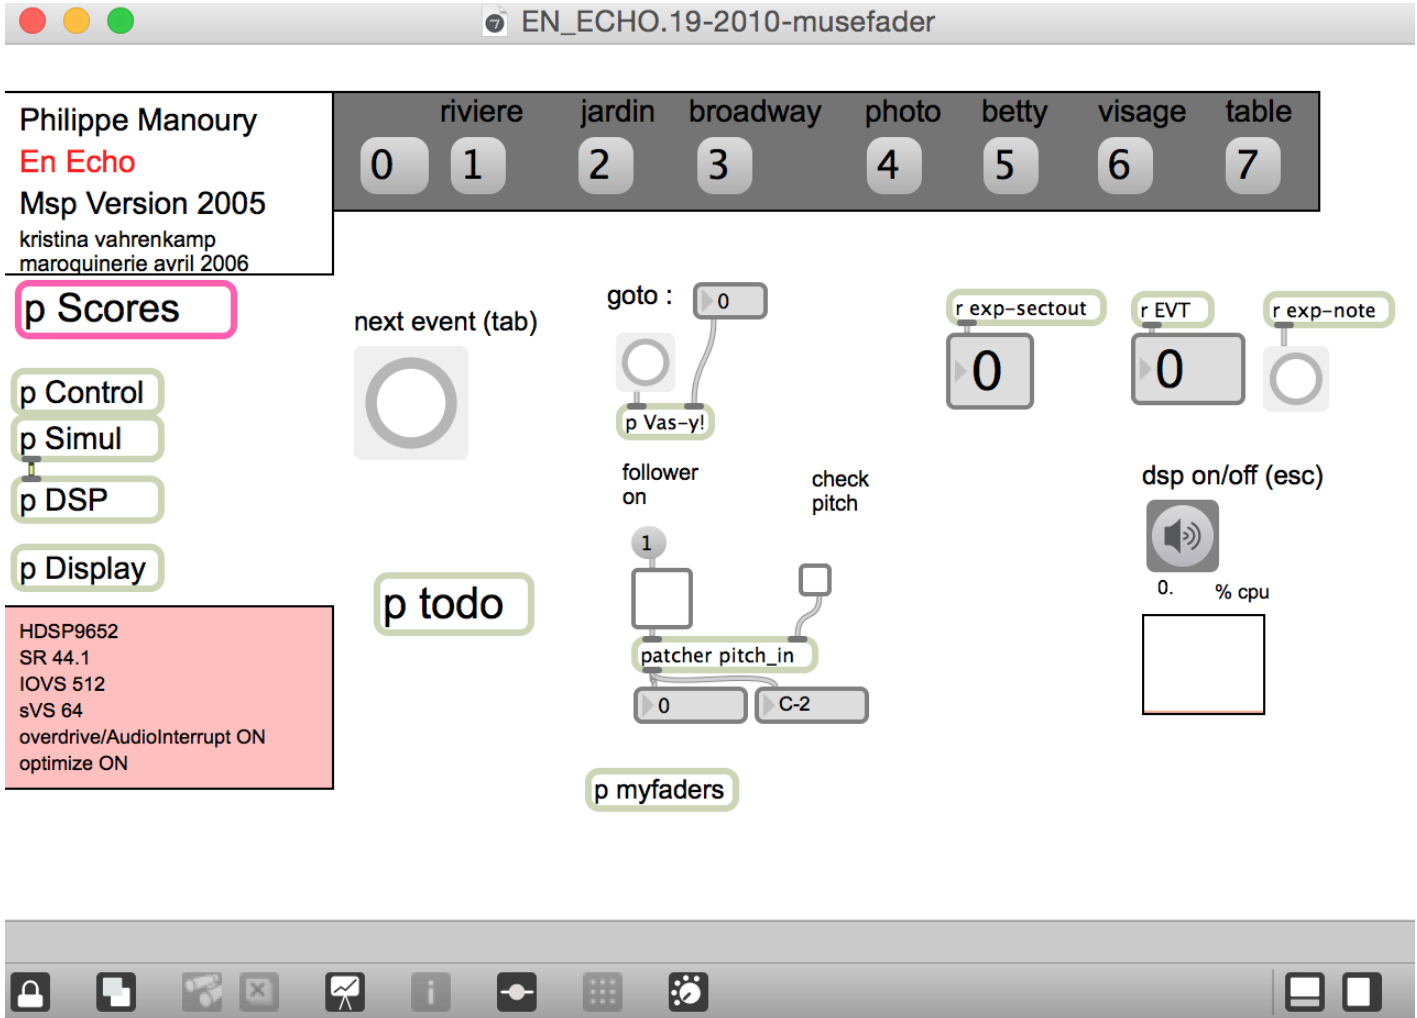 EN_ECHO.19-2010-musefader
Philippe Manoury
En Echo
Msp Version 2005
kristina vahrenkamp
maroquinerie avril 2006
riviere jardin broadway photo betty visage table
0 1 2 3 4 5 6 7
p Scores
p Control
p Simul
p DSP
p Display
HDSP9652
SR 44.1
IOVS 512
sVS 64
overdrive/AudioInterrupt ON
optimize ON
next event (tab)
p todo
goto :
0
p Vas-y!
follower
on
check
pitch
1
patcher pitch_in
0
C-2
p myfaders
r exp-sectout
0
r EVT
0
r exp-note
dsp on/off (esc)
0. % cpu